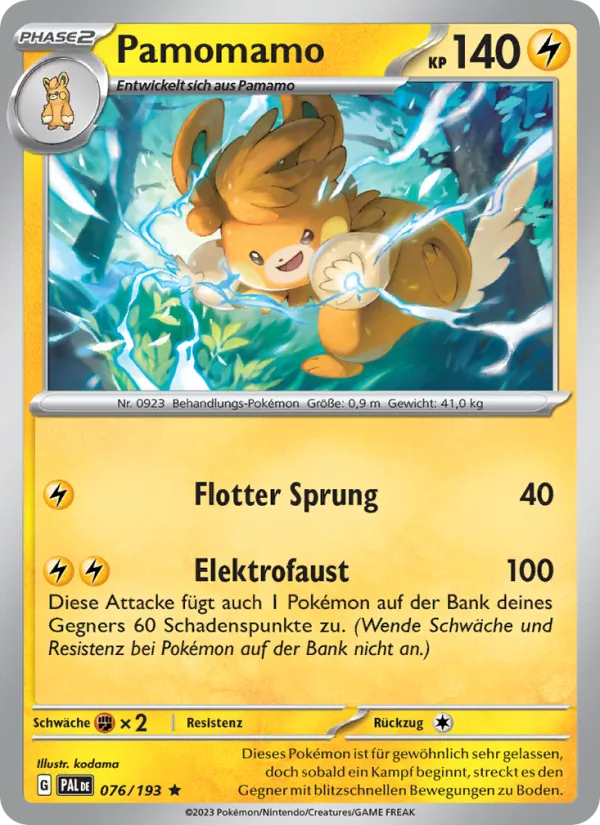 PHASE 2
Pamomamo
KP 140
Entwickelt sich aus Pamamo
Nr. 0923 Behandlungs-Pokémon Größe: 0,9 m Gewicht: 41,0 kg
Flotter Sprung 40
Elektrofaust 100
Diese Attacke fügt auch 1 Pokémon auf der Bank deines
Gegners 60 Schadenspunkte zu. (Wende Schwäche und
Resistenz bei Pokémon auf der Bank nicht an.)
Schwäche × 2 Resistenz Rückzug
Illustr. kodama
G PAL DE 076/193 ★
Dieses Pokémon ist für gewöhnlich sehr gelassen,
doch sobald ein Kampf beginnt, streckt es den
Gegner mit blitzschnellen Bewegungen zu Boden.
©2023 Pokémon/Nintendo/Creatures/GAME FREAK